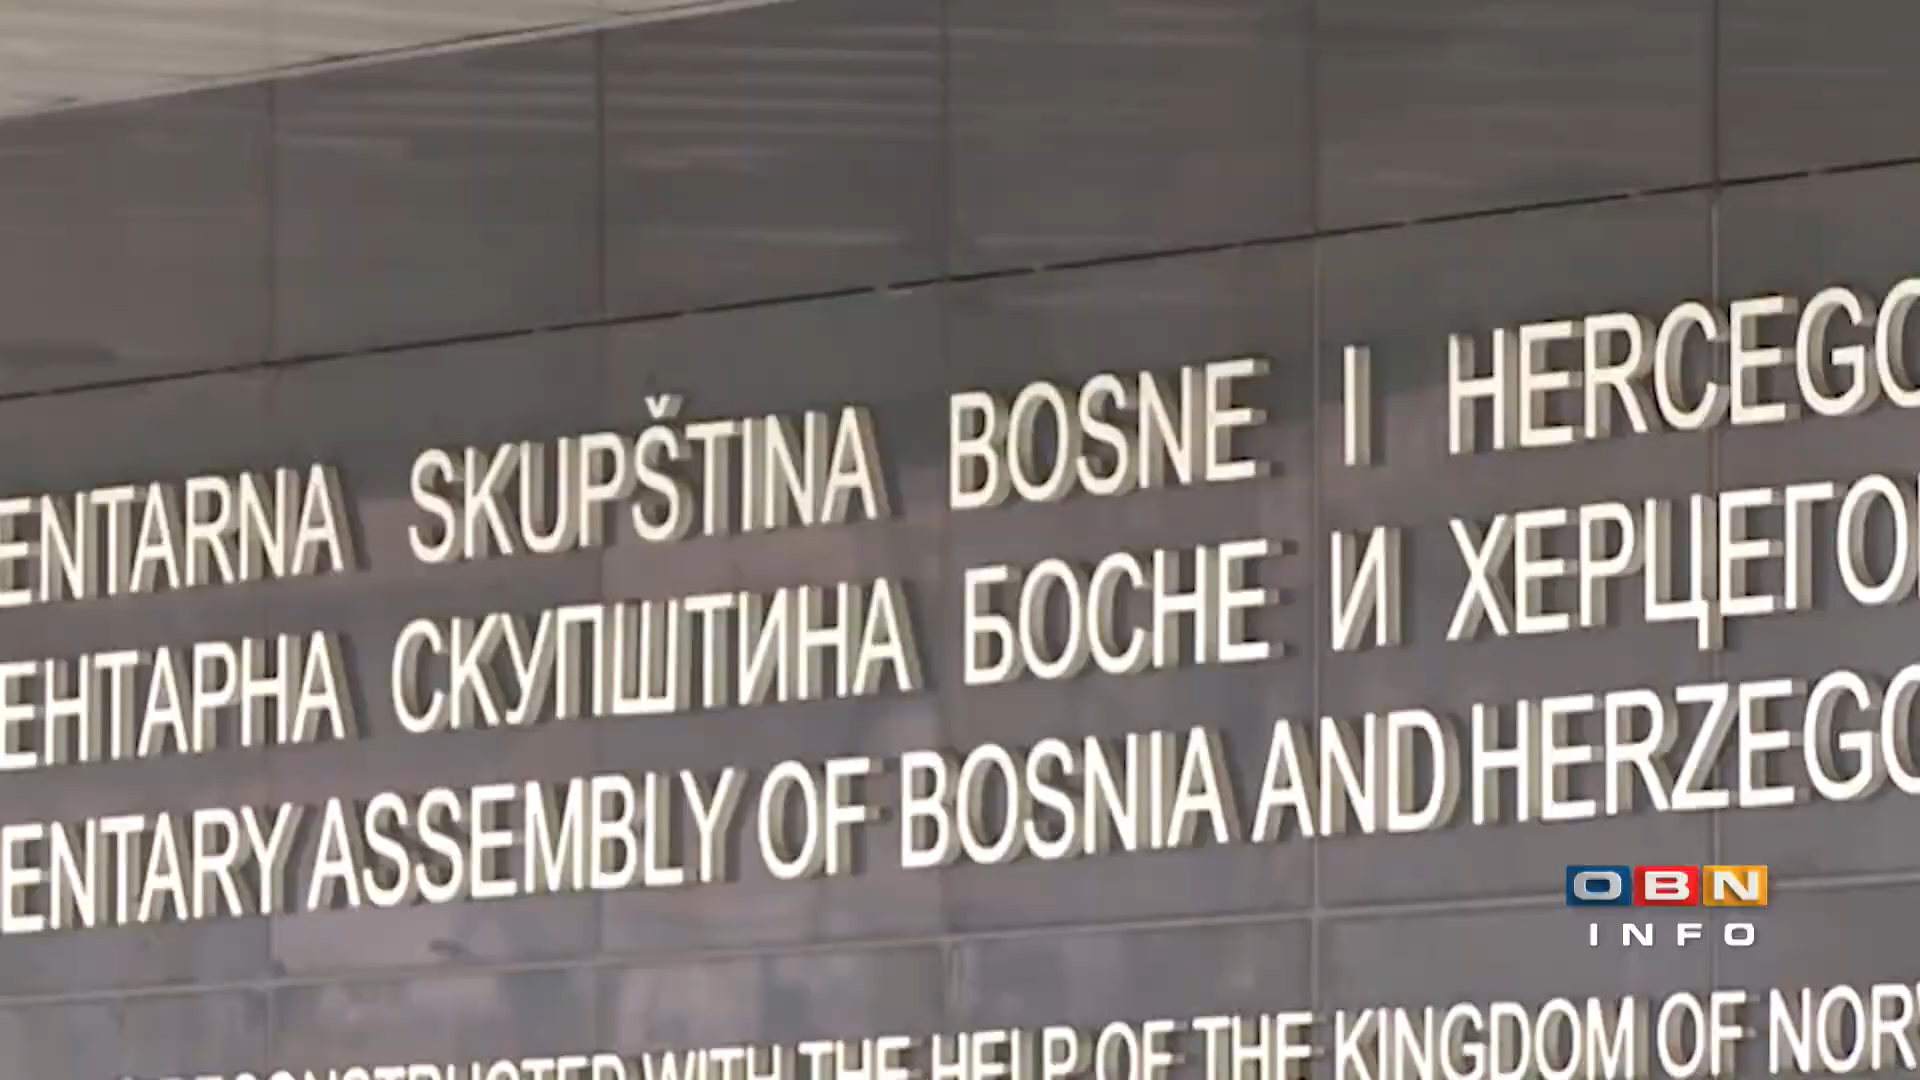 ENTARNA SKUPŠTINA BOSNE I HERCEGO
ЕНТАРНА СКУПШТИНА БОСНЕ И ХЕРЦЕГО
ENTARY ASSEMBLY OF BOSNIA AND HERZEGO
RECONSTRUCTED WITH THE HELP OF THE KINGDOM OF NOR
OBN
INFO